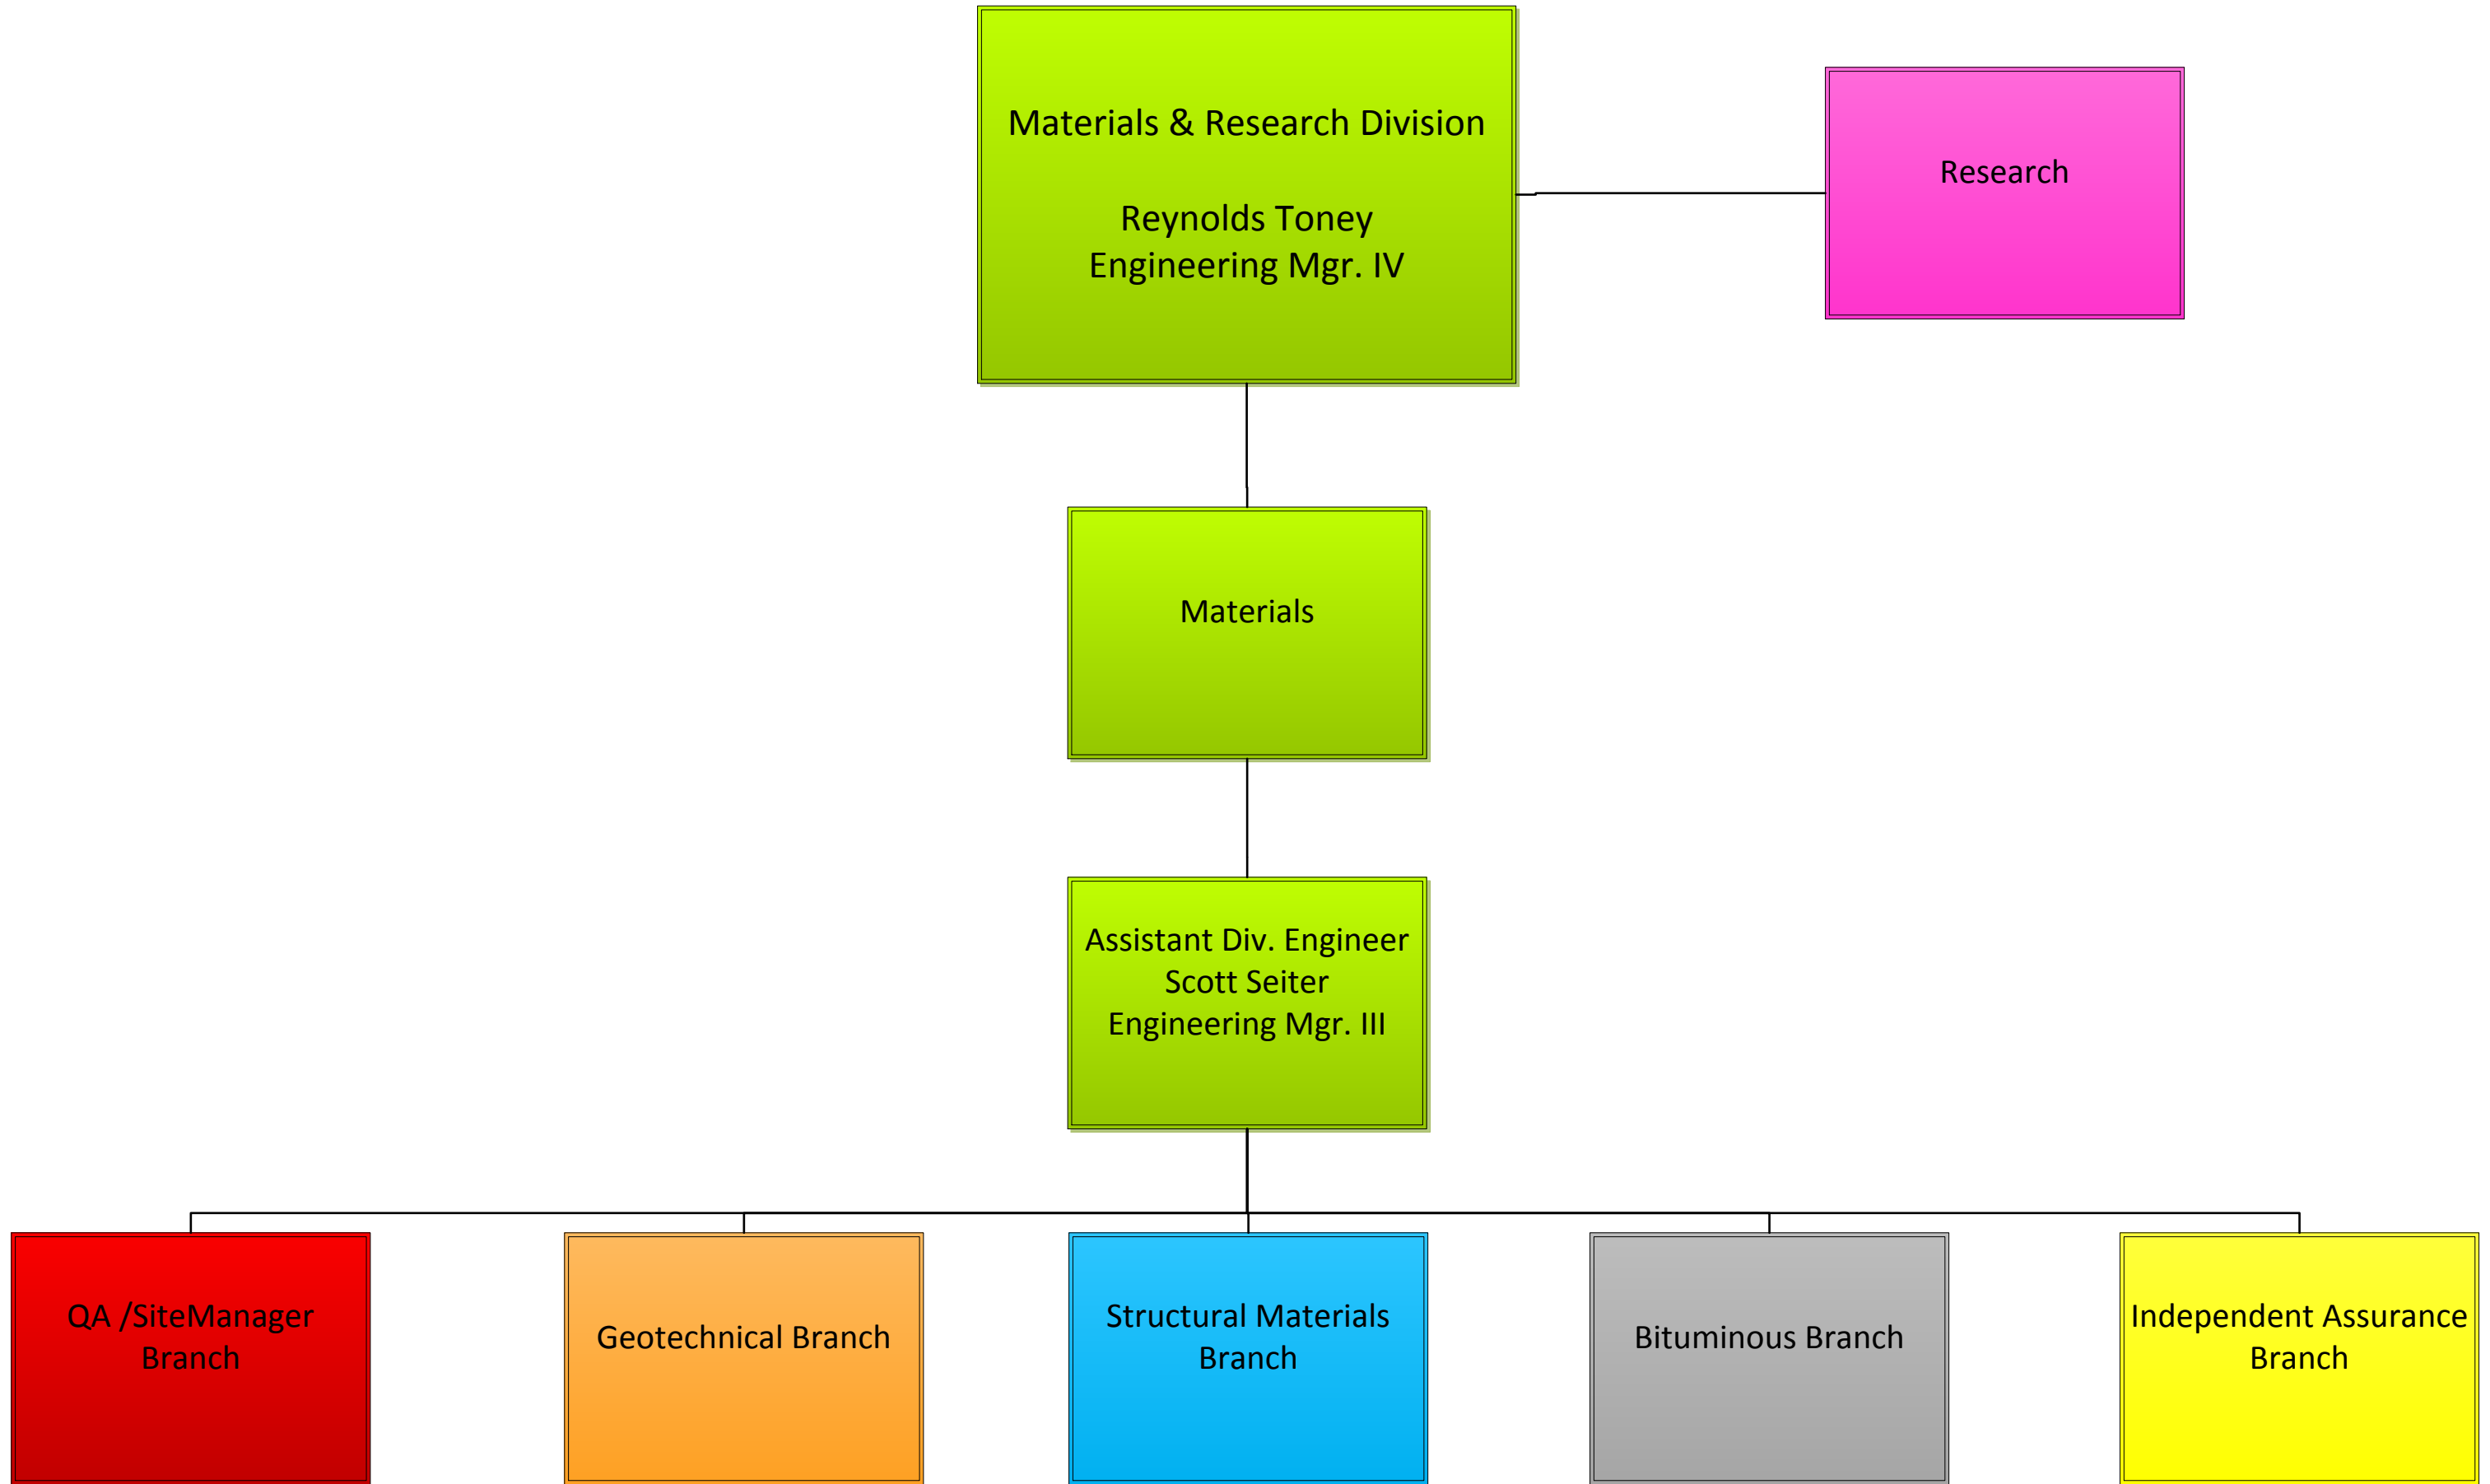 Materials & Research Division
Reynolds Toney
Engineering Mgr. IV
Research
Materials
Assistant Div. Engineer
Scott Seiter
Engineering Mgr. III
QA /SiteManager
Branch
Geotechnical Branch
Structural Materials
Branch
Bituminous Branch
Independent Assurance
Branch